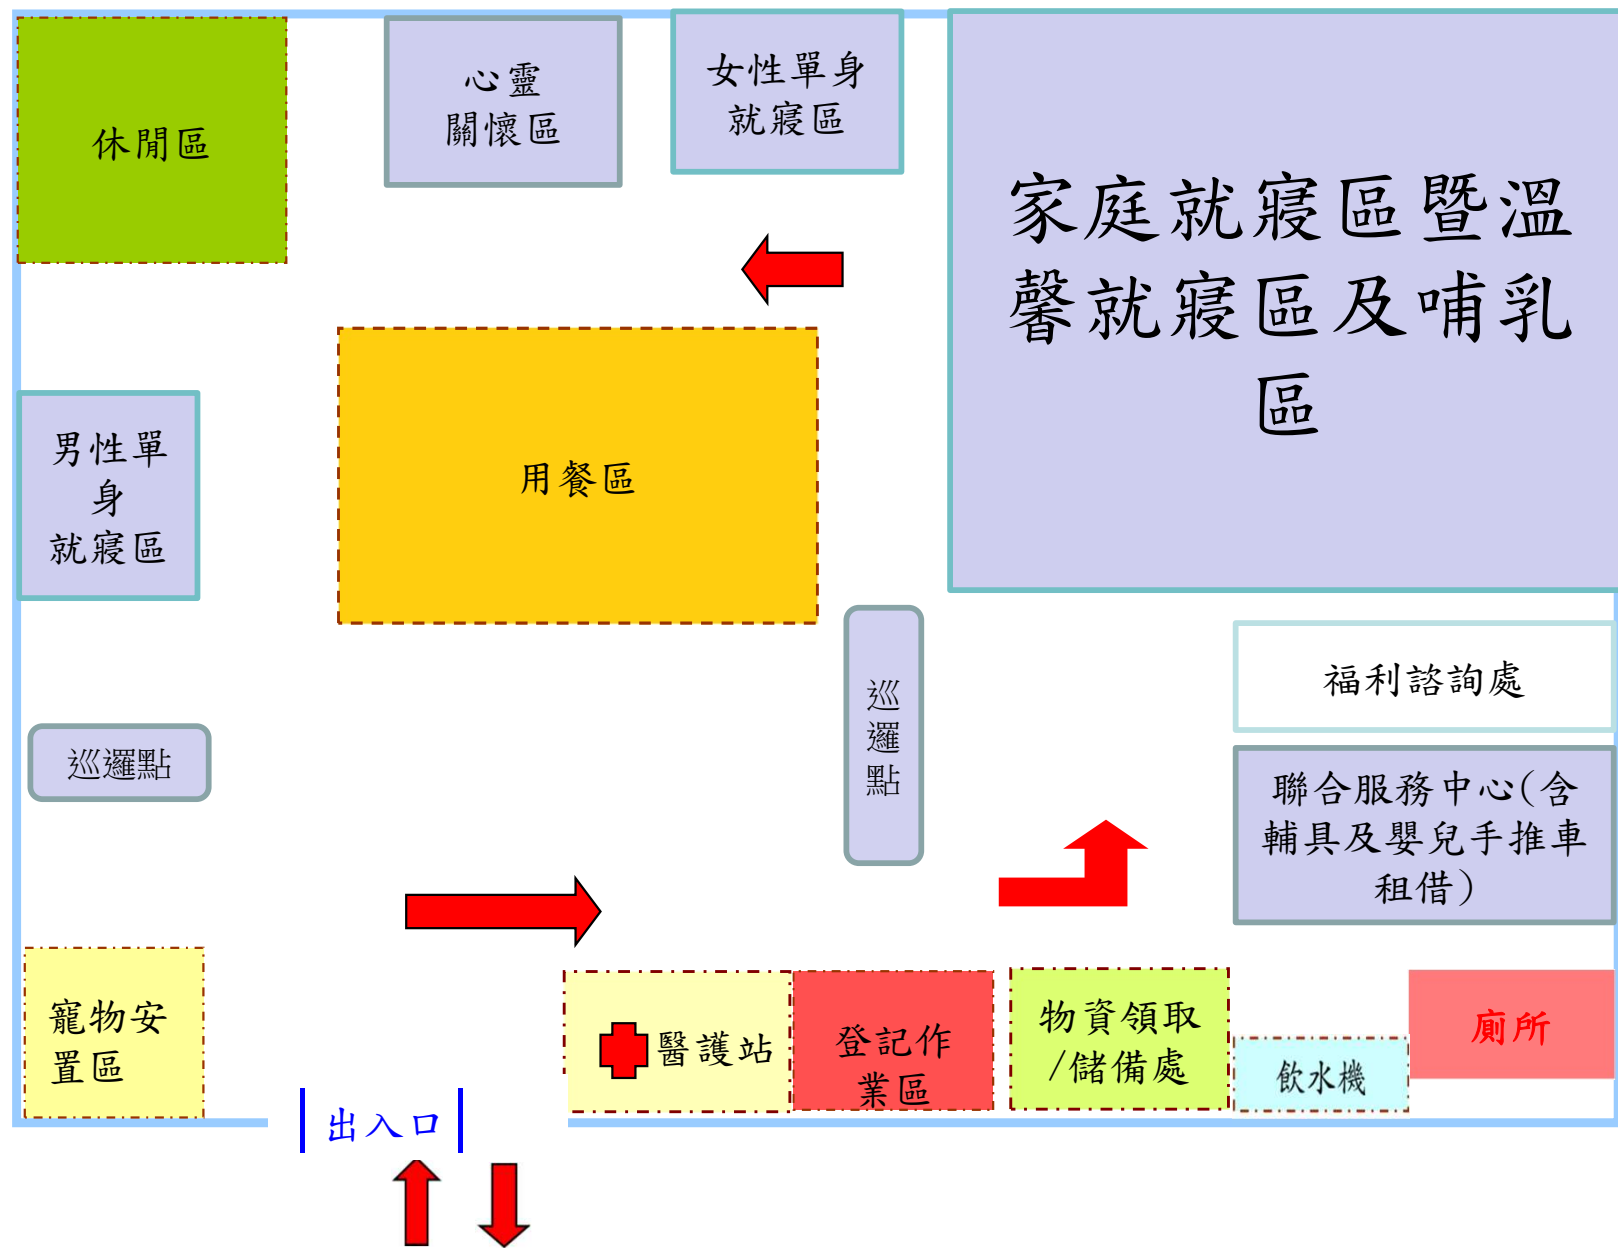 休閒區
心靈
關懷區
女性單身
就寢區
家庭就寢區暨溫
馨就寢區及哺乳
區
男性單
身
就寢區
用餐區
巡邏點
巡
邏
點
福利諮詢處
聯合服務中心(含
輔具及嬰兒手推車
租借)
寵物安
置區
醫護站
登記作
業區
物資領取
/儲備處
飲水機
廁所
出入口